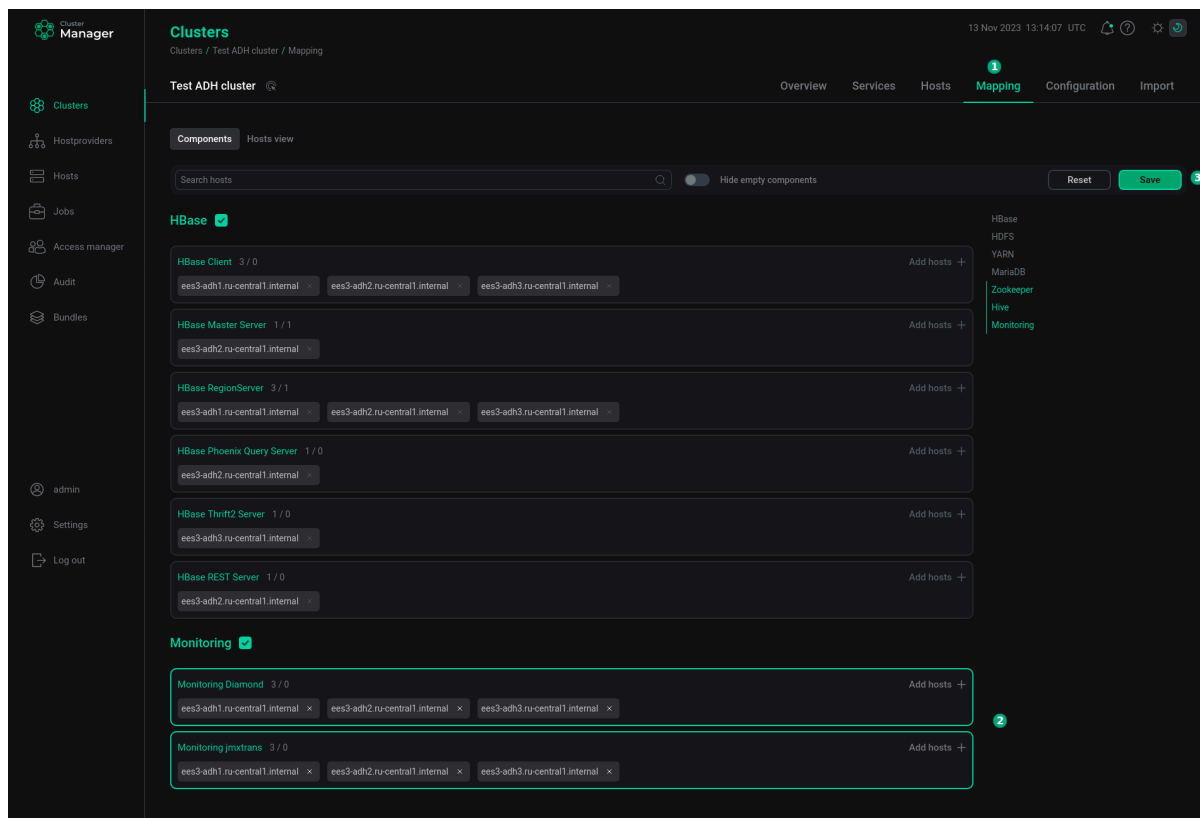 Cluster
Manager
Clusters
Clusters / Test ADH cluster / Mapping
13 Nov 2023 13:14:07 UTC
Test ADH cluster
1
Overview Services Hosts Mapping Configuration Import
Clusters
Hostproviders
Hosts
Jobs
Access manager
Audit
Bundles
admin
Settings
Log out
Components Hosts view
Search hosts
Hide empty components
Reset
Save
3
HBase
HBase Client 3 / 0
Add hosts +
ees3-adh1.ru-central1.internal × ees3-adh2.ru-central1.internal × ees3-adh3.ru-central1.internal ×
HBase Master Server 1 / 1
Add hosts +
ees3-adh2.ru-central1.internal ×
HBase RegionServer 3 / 1
Add hosts +
ees3-adh1.ru-central1.internal × ees3-adh2.ru-central1.internal × ees3-adh3.ru-central1.internal ×
HBase Phoenix Query Server 1 / 0
Add hosts +
ees3-adh2.ru-central1.internal ×
HBase Thrift2 Server 1 / 0
Add hosts +
ees3-adh3.ru-central1.internal ×
HBase REST Server 1 / 0
Add hosts +
ees3-adh2.ru-central1.internal ×
Monitoring
Monitoring Diamond 3 / 0
Add hosts +
ees3-adh1.ru-central1.internal × ees3-adh2.ru-central1.internal × ees3-adh3.ru-central1.internal ×
2
Monitoring jmxtrans 3 / 0
Add hosts +
ees3-adh1.ru-central1.internal × ees3-adh2.ru-central1.internal × ees3-adh3.ru-central1.internal ×
HBase
HDFS
YARN
MariaDB
Zookeeper
Hive
Monitoring